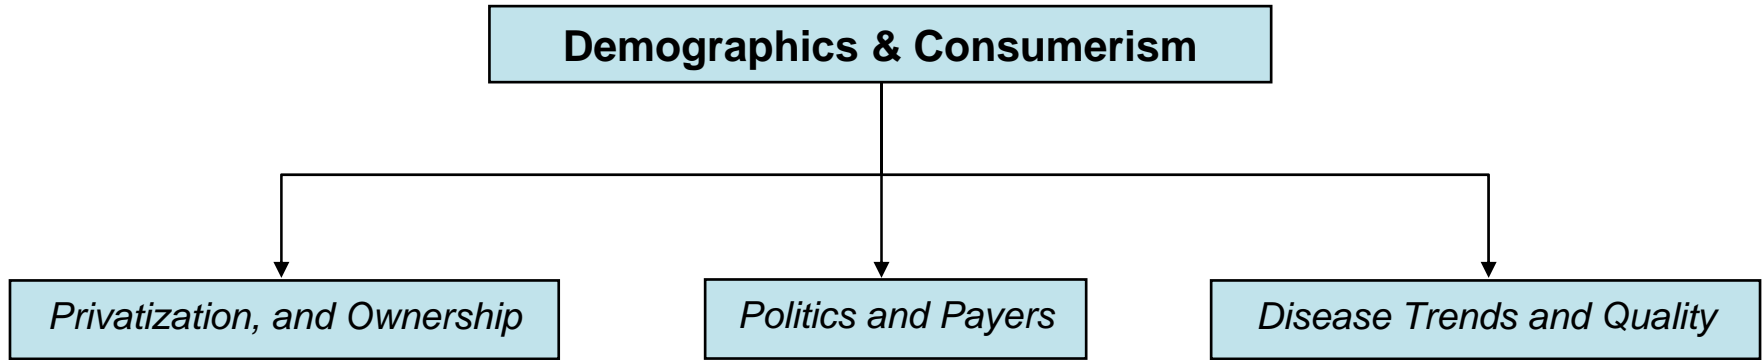 Demographics & Consumerism
Privatization, and Ownership
Politics and Payers
Disease Trends and Quality